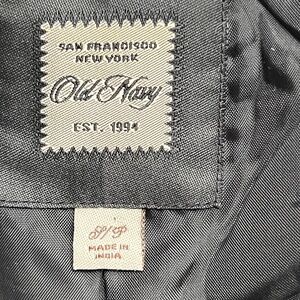 SAN FRANCISCO
NEW YORK
Old Navy
EST. 1994
S/P
MADE IN
INDIA